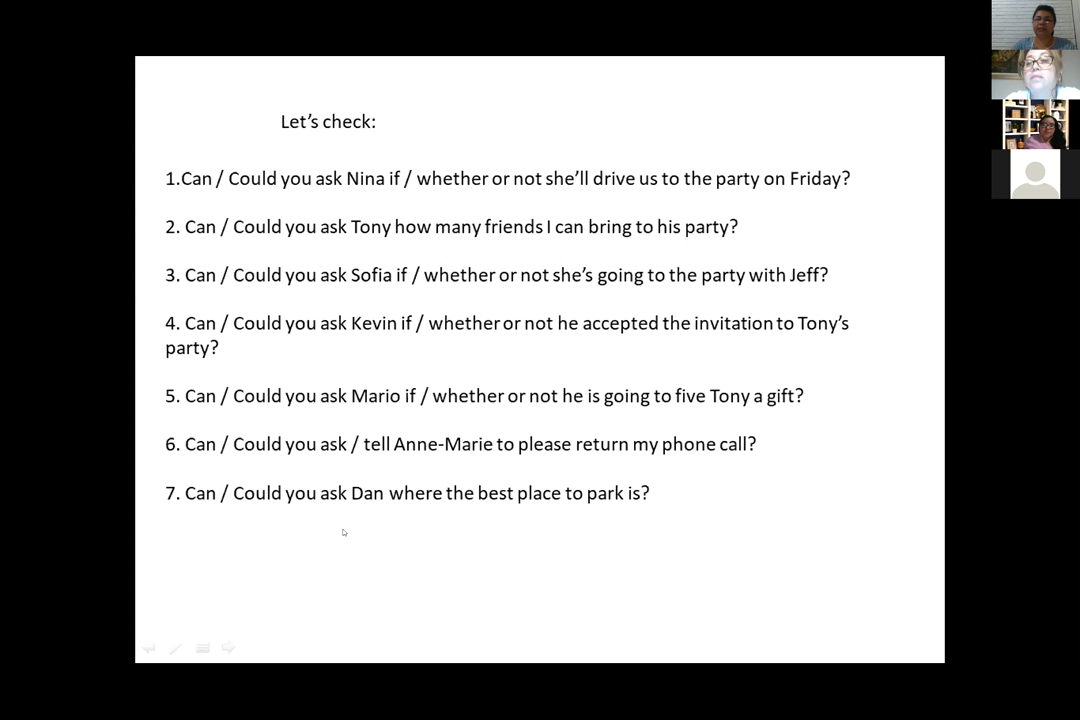 Let's check:
1.Can / Could you ask Nina if / whether or not she'll drive us to the party on Friday?
2. Can / Could you ask Tony how many friends I can bring to his party?
3. Can / Could you ask Sofia if / whether or not she's going to the party with Jeff?
4. Can / Could you ask Kevin if / whether or not he accepted the invitation to Tony's
party?
5. Can / Could you ask Mario if / whether or not he is going to five Tony a gift?
6. Can / Could you ask / tell Anne-Marie to please return my phone call?
7. Can / Could you ask Dan where the best place to park is?